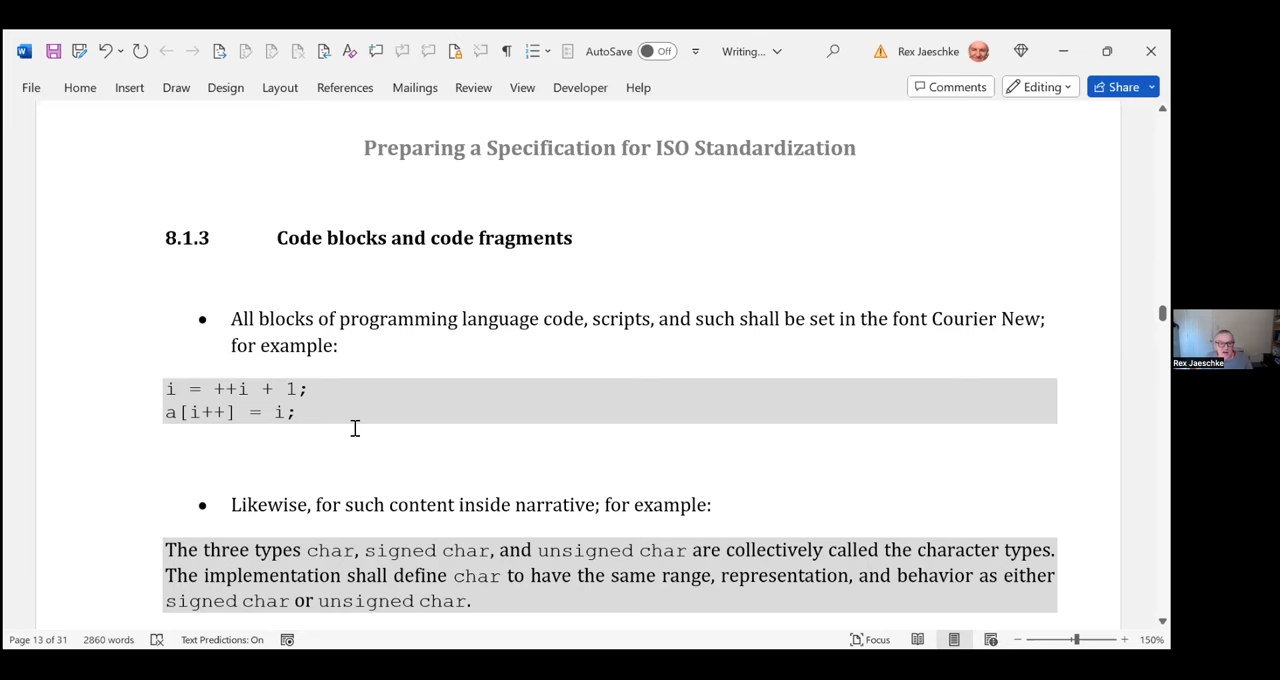 AutoSave Off Writing... Rex Jaeschke
File Home Insert Draw Design Layout References Mailings Review View Developer Help Comments Editing Share
Preparing a Specification for ISO Standardization
8.1.3 Code blocks and code fragments
• All blocks of programming language code, scripts, and such shall be set in the font Courier New;
for example:
i = ++i + 1;
a[i++] = i;
Rex Jaeschke
• Likewise, for such content inside narrative; for example:
The three types char, signed char, and unsigned char are collectively called the character types.
The implementation shall define char to have the same range, representation, and behavior as either
signed char or unsigned char.
Page 13 of 31 2860 words Text Predictions: On Focus 150%